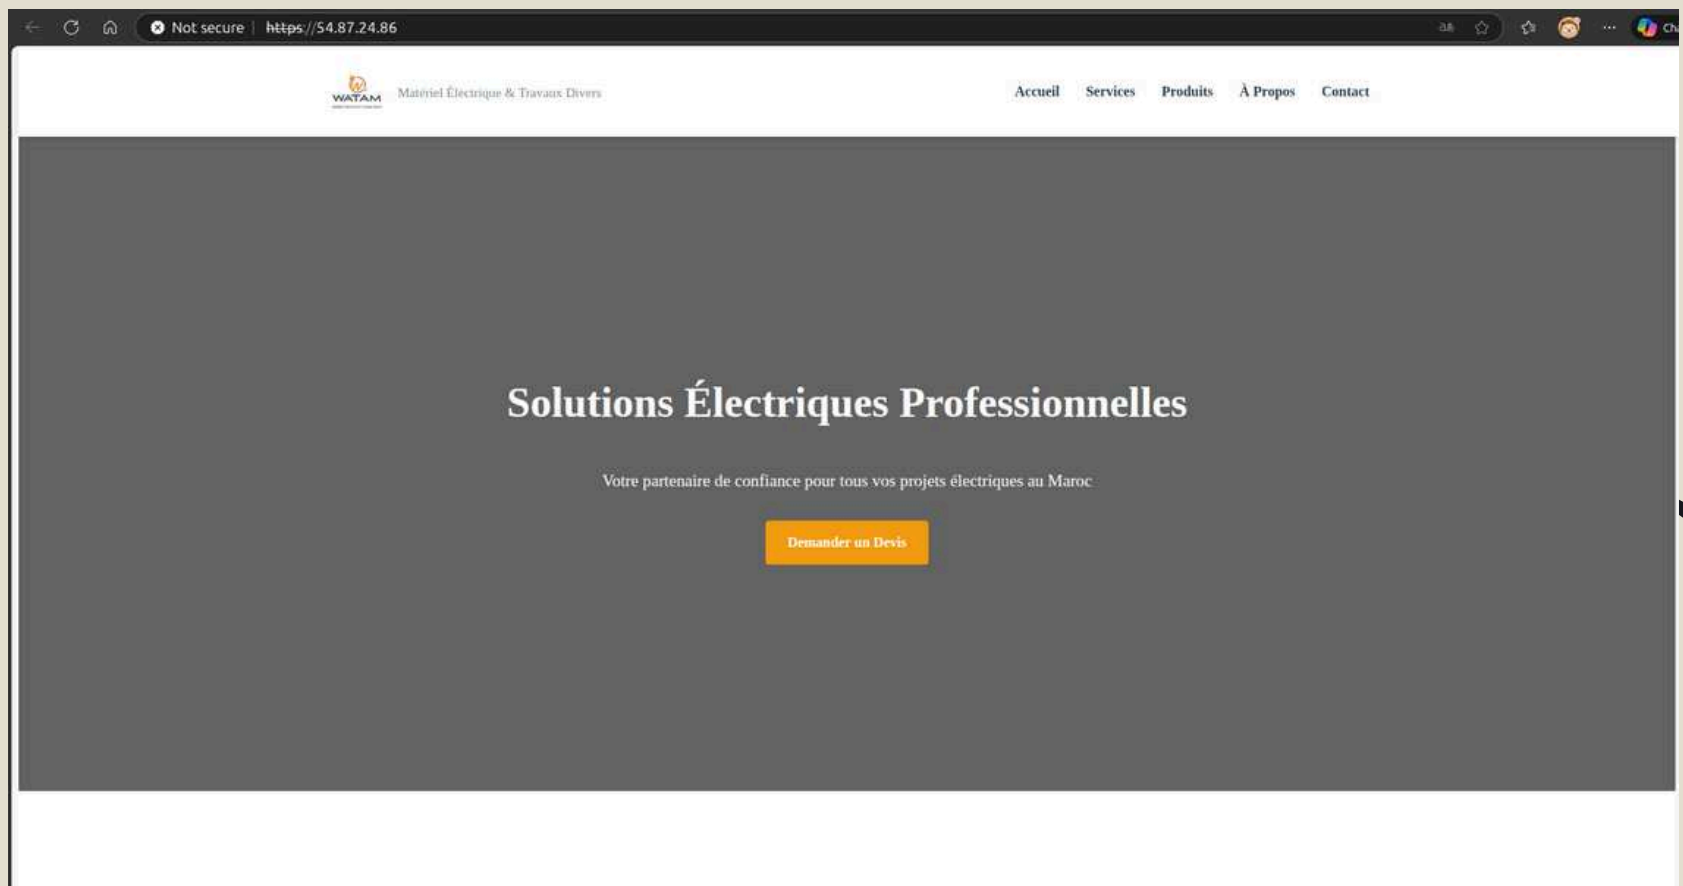 Not secure
https://54.87.24.86
WATAM
Matériel Électrique & Travaux Divers
Accueil Services Produits À Propos Contact
Solutions Électriques Professionnelles
Votre partenaire de confiance pour tous vos projets électriques au Maroc
Demander un Devis